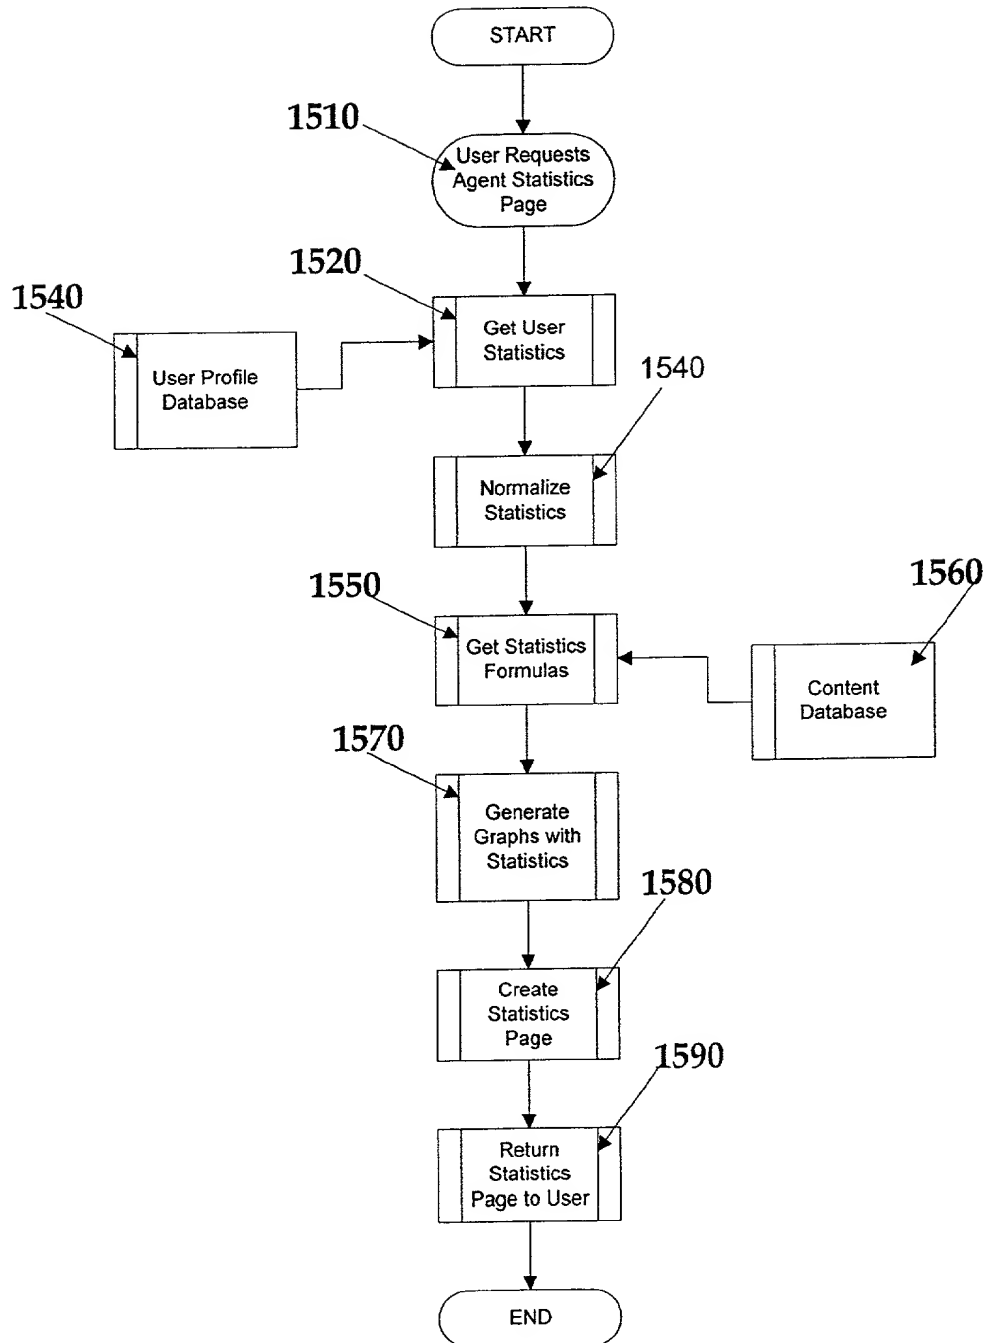 START
1510
User Requests
Agent Statistics
Page
1520
1540
Get User
Statistics
User Profile
Database
1540
Normalize
Statistics
1550
1560
Get Statistics
Formulas
Content
Database
1570
Generate
Graphs with
Statistics
1580
Create
Statistics
Page
1590
Return
Statistics
Page to User
END